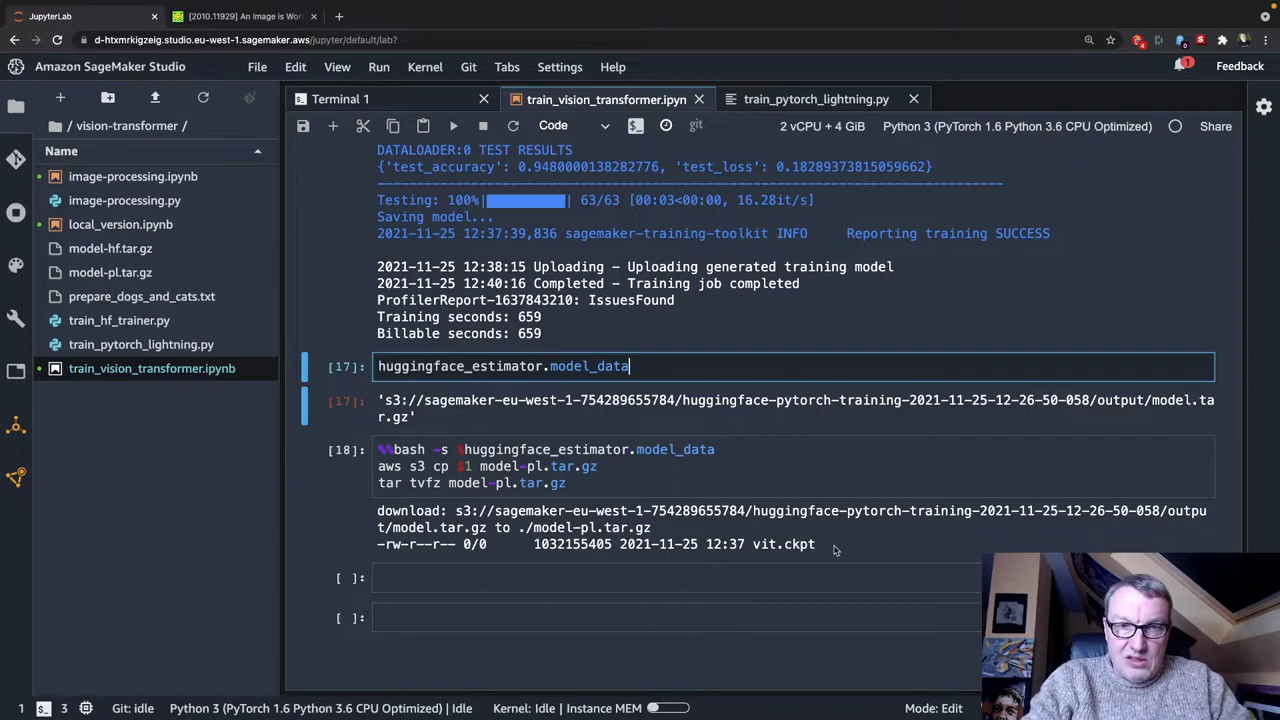 JupyterLab
[2010.11929] An Image is Wor
d-htxmrkigzeig.studio.eu-west-1.sagemaker.aws/jupyter/default/lab?
Amazon SageMaker Studio
File Edit View Run Kernel Git Tabs Settings Help
1
Feedback
Terminal 1
train_vision_transformer.ipyn
train_pytorch_lightning.py
Code
git
2 vCPU + 4 GiB
Python 3 (PyTorch 1.6 Python 3.6 CPU Optimized)
Share
/ vision-transformer /
Name
image-processing.ipynb
image-processing.py
local_version.ipynb
model-hf.tar.gz
model-pl.tar.gz
prepare_dogs_and_cats.txt
train_hf_trainer.py
train_pytorch_lightning.py
train_vision_transformer.ipynb
DATALOADER:0 TEST RESULTS
{'test_accuracy': 0.9480000138282776, 'test_loss': 0.18289373815059662}
--------------------------------------------------------------------------------
Testing: 100%|██████████| 63/63 [00:03<00:00, 16.28it/s]
Saving model...
2021-11-25 12:37:39,836 sagemaker-training-toolkit INFO     Reporting training SUCCESS
2021-11-25 12:38:15 Uploading - Uploading generated training model
2021-11-25 12:40:16 Completed - Training job completed
ProfilerReport-1637843210: IssuesFound
Training seconds: 659
Billable seconds: 659
[17]: huggingface_estimator.model_data
[17]: 's3://sagemaker-eu-west-1-754289655784/huggingface-pytorch-training-2021-11-25-12-26-50-058/output/model.ta
r.gz'
[18]: %%bash -s $huggingface_estimator.model_data
aws s3 cp $1 model-pl.tar.gz
tar tvfz model-pl.tar.gz
download: s3://sagemaker-eu-west-1-754289655784/huggingface-pytorch-training-2021-11-25-12-26-50-058/outpu
t/model.tar.gz to ./model-pl.tar.gz
-rw-r--r-- 0/0      1032155405 2021-11-25 12:37 vit.ckpt
[ ]:
[ ]:
1
3
Git: idle
Python 3 (PyTorch 1.6 Python 3.6 CPU Optimized) | Idle
Kernel: Idle | Instance MEM
Mode: Edit